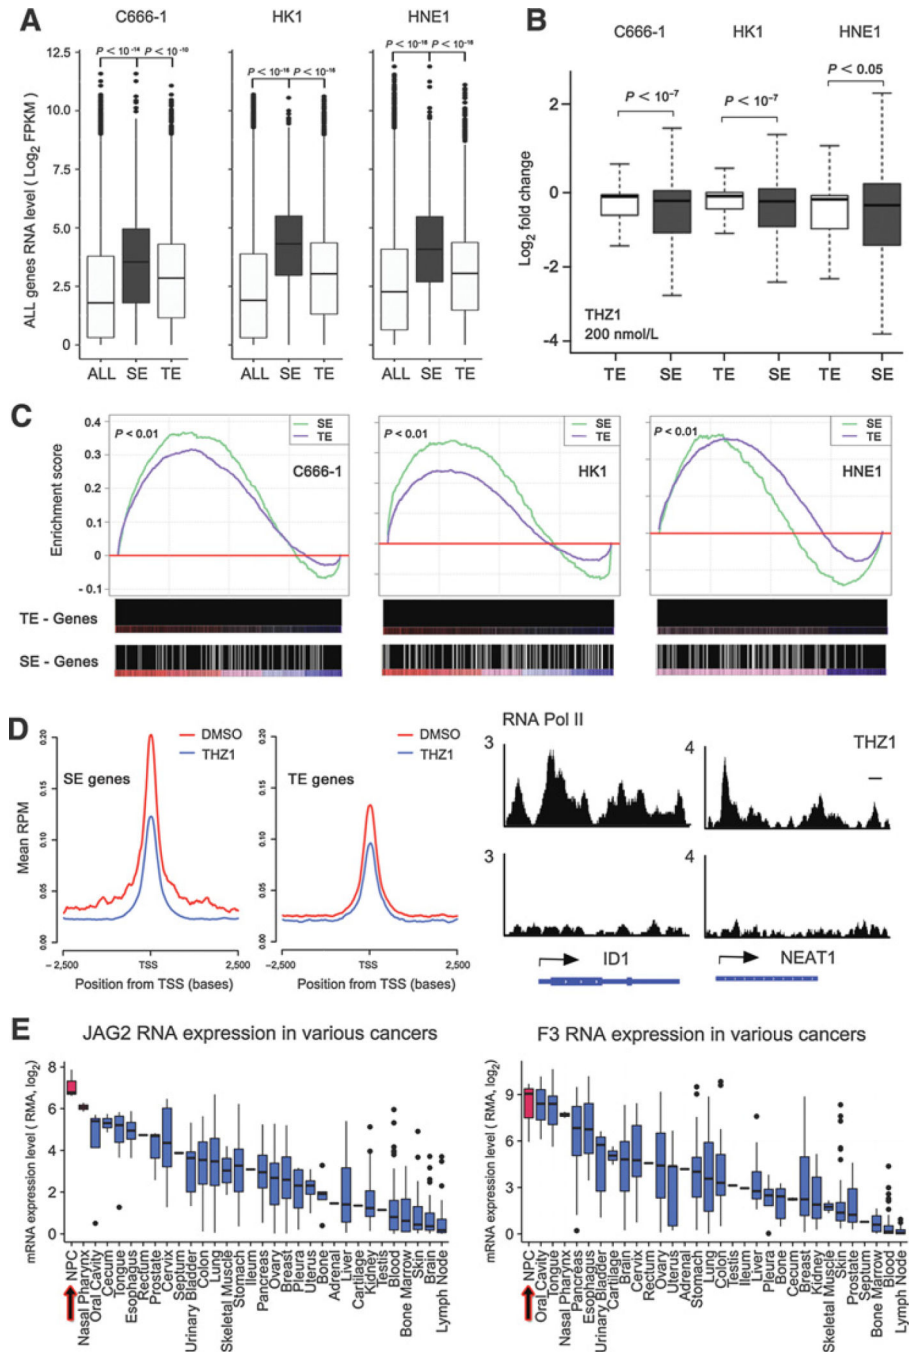 A
C666-1
HK1
HNE1
P < 10 -14
P < 10 -10
P < 10 -16
P < 10 -16
P < 10 -16
P < 10 -16
ALL genes RNA level ( Log2 FPKM )
12.5
10.0
7.5
5.0
2.5
0
ALL SE TE
ALL SE TE
ALL SE TE
B
C666-1
HK1
HNE1
P < 10-7
P < 10-7
P < 0.05
Log2 fold change
2
0
-2
-4
THZ1
200 nmol/L
TE SE TE SE TE SE
C
Enrichment score
0.4
0.3
0.2
0.1
0
- 0.1
P < 0.01
SE
TE
C666-1
P < 0.01
SE
TE
HK1
P < 0.01
SE
TE
HNE1
TE - Genes
SE - Genes
D
Mean RPM
0.20
0.15
0.10
0.05
0.00
DMSO
THZ1
SE genes
- 2,500 TSS 2,500
Position from TSS (bases)
0.20
0.15
0.10
0.05
0.00
DMSO
THZ1
TE genes
- 2,500 TSS 2,500
Position from TSS (bases)
RNA Pol II
3
4
THZ1
3
4
ID1
NEAT1
E
JAG2 RNA expression in various cancers
mRNA expression level ( RMA, log2)
8
6
4
2
0
NPC
Nasal Pharynx
Oral Cavity
Cecum
Tongue
Esophagus
Rectum
Prostate
Cervix
Septum
Urinary Bladder
Colon
Lung
Skeletal Muscle
Stomach
Ileum
Pancreas
Ovary
Breast
Pleura
Uterus
Bone
Adrenal
Liver
Cartilage
Kidney
Testis
Blood
Bone Marrow
Skin
Brain
Lymph Node
F3 RNA expression in various cancers
mRNA expression level ( RMA, log2)
9
6
3
0
NPC
Oral Cavity
Tongue
Nasal Pharynx
Pancreas
Esophagus
Urinary Bladder
Cartilage
Brain
Cervix
Rectum
Ovary
Uterus
Adrenal
Stomach
Lung
Colon
Testis
Ileum
Liver
Pleura
Bone
Cecum
Breast
Kidney
Skeletal Muscle
Skin
Prostate
Septum
Bone Marrow
Blood
Lymph Node